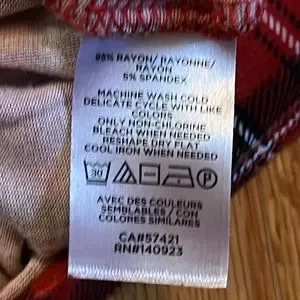 95% RAYON/ RAYONNE/
RAYON
5% SPANDEX
MACHINE WASH COLD
DELICATE CYCLE WITH LIKE
COLORS
ONLY NON-CHLORINE
BLEACH WHEN NEEDED
RESHAPE DRY FLAT
COOL IRON WHEN NEEDED
30 P
AVEC DES COULEURS
SEMBLABLES / CON
COLORES SIMILARES
CA#57421
RN#140923